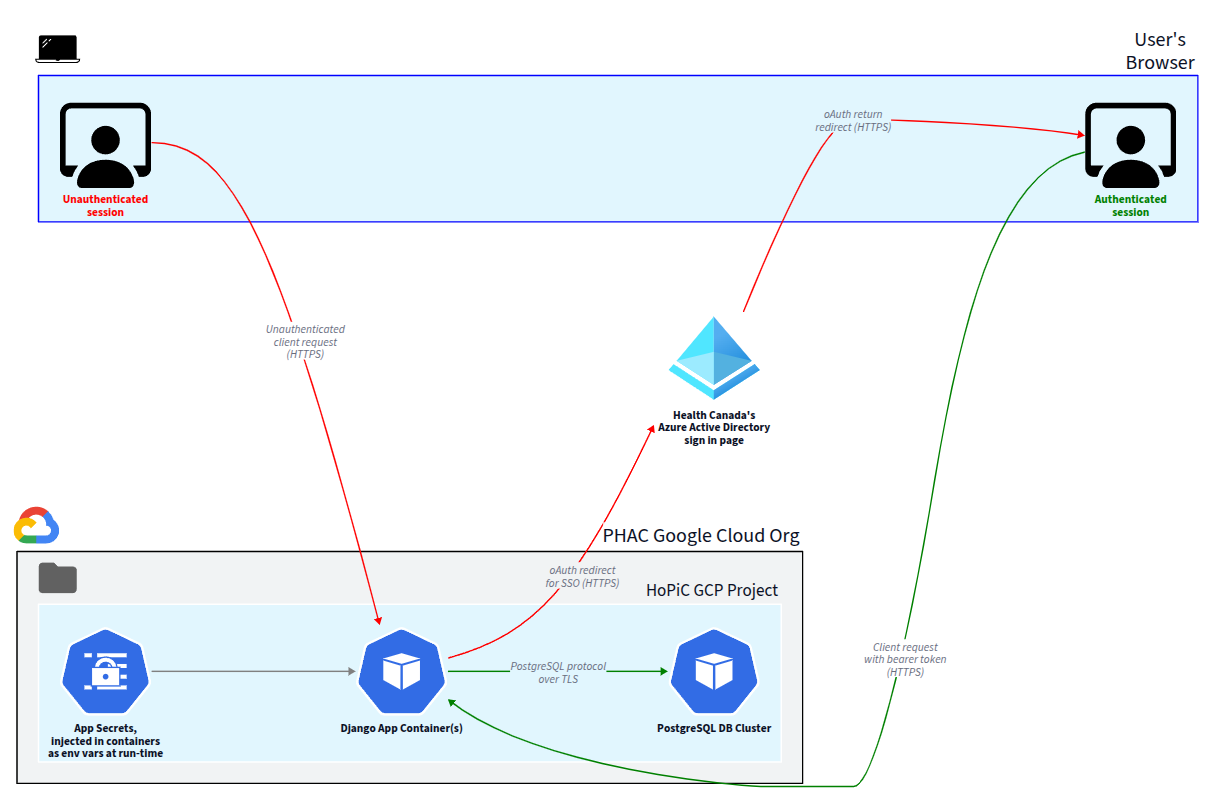 User's
Browser
Unauthenticated
session
oAuth return
redirect (HTTPS)
Authenticated
session
Unauthenticated
client request
(HTTPS)
Health Canada's
Azure Active Directory
sign in page
PHAC Google Cloud Org
oAuth redirect
for SSO (HTTPS)
HoPiC GCP Project
Client request
with bearer token
(HTTPS)
PostgreSQL protocol
over TLS
App Secrets,
injected in containers
as env vars at run-time
Django App Container(s)
PostgreSQL DB Cluster